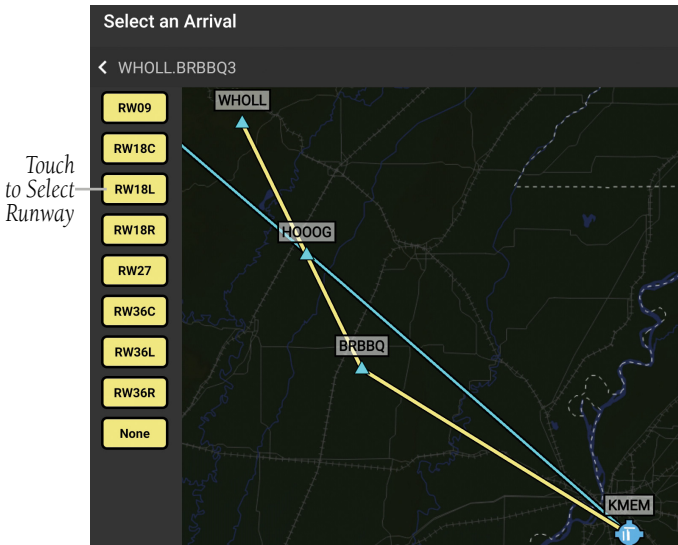 Select an Arrival
WHOLL.BRBBQ3
RW09
RW18C
RW18L
RW18R
RW27
RW36C
RW36L
RW36R
None
Touch
to Select
Runway
WHOLL
HOOOG
BRBBQ
KMEM